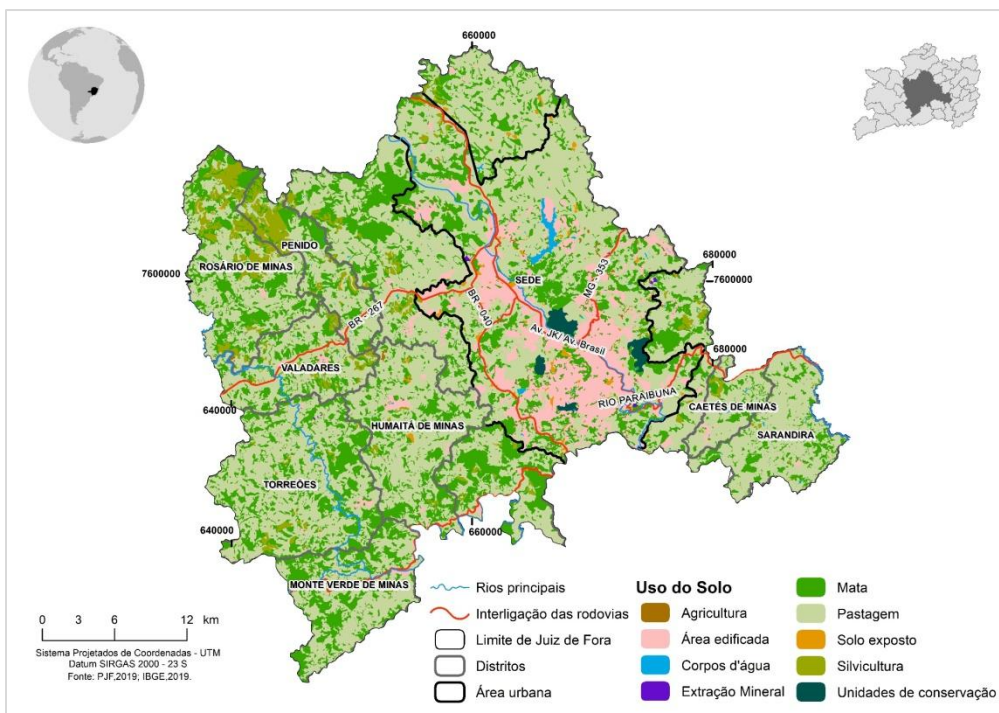 660000
680000
7600000
PENIDO
ROSÁRIO DE MINAS
7600000
SEDE
MG - 353
BR - 040
BR - 267
Av. JK/ Av. Brasil
680000
VALADARES
RIO PARAIBUNA
640000
CAETÉS DE MINAS
HUMAITÁ DE MINAS
SARANDIRA
TORREÕES
640000
660000
MONTE VERDE DE MINAS
Rios principais
Interligação das rodovias
Limite de Juiz de Fora
Distritos
Área urbana
Uso do Solo
Agricultura
Área edificada
Corpos d'água
Extração Mineral
Mata
Pastagem
Solo exposto
Silvicultura
Unidades de conservação
0 3 6 12 km
Sistema Projetados de Coordenadas - UTM
Datum SIRGAS 2000 - 23 S
Fonte: PJF,2019; IBGE,2019.